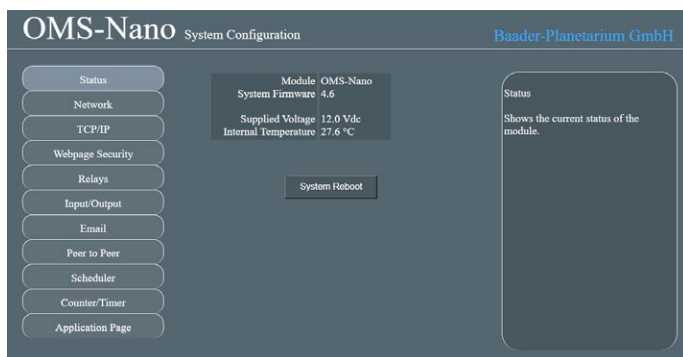 OMS-Nano System Configuration
Baader-Planetarium GmbH
Status
Network
TCP/IP
Webpage Security
Relays
Input/Output
Email
Peer to Peer
Scheduler
Counter/Timer
Application Page
Module OMS-Nano
System Firmware 4.6
Supplied Voltage 12.0 Vdc
Internal Temperature 27.6 °C
System Reboot
Status
Shows the current status of the
module.